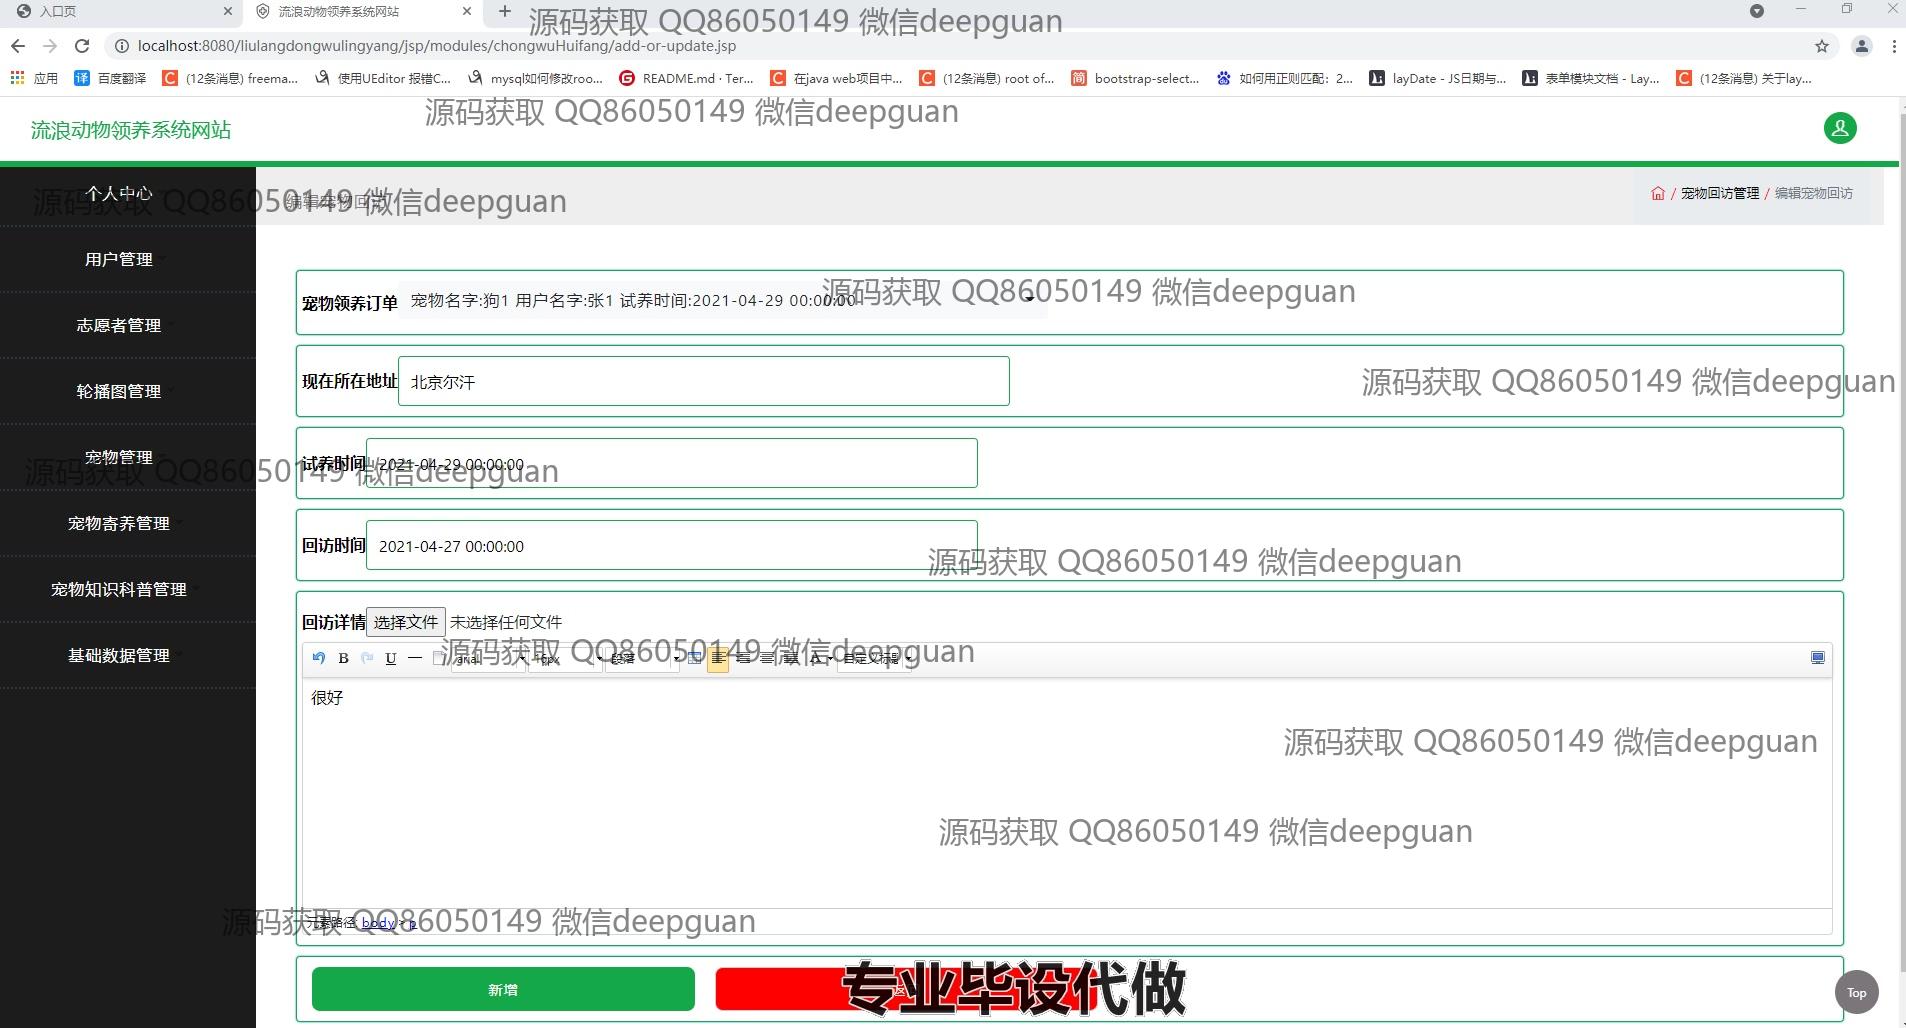 入口页
流浪动物领养系统网站
源码获取 QQ86050149 微信deepguan
localhost:8080/liulangdongwulingyang/jsp/modules/chongwuHuifang/add-or-update.jsp
应用 百度翻译 (12条消息) freema... 使用UEditor 报错C... mysql如何修改roo... README.md · Ter... 在java web项目中... (12条消息) root of... bootstrap-select... 如何用正则匹配：2... layDate - JS日期与... 表单模块文档 - Lay... (12条消息) 关于lay...
源码获取 QQ86050149 微信deepguan
流浪动物领养系统网站
个人中心
源码获取 QQ86050149 微信deepguan
编辑宠物回访
/ 宠物回访管理 / 编辑宠物回访
用户管理
志愿者管理
轮播图管理
宠物管理
宠物寄养管理
宠物知识科普管理
基础数据管理
宠物领养订单 宠物名字:狗1 用户名字:张1 试养时间:2021-04-29 00:00:00
源码获取 QQ86050149 微信deepguan
现在所在地址 北京尔汗
源码获取 QQ86050149 微信deepguan
试养时间 2021-04-29 00:00:00
源码获取 QQ86050149 微信deepguan
回访时间 2021-04-27 00:00:00
源码获取 QQ86050149 微信deepguan
回访详情 选择文件 未选择任何文件
源码获取 QQ86050149 微信deepguan
B U arial 16px 段落 A 自定义标题
很好
源码获取 QQ86050149 微信deepguan
源码获取 QQ86050149 微信deepguan
源码获取 QQ86050149 微信deepguan
元素路径: body > p
新增
专业毕设代做
Top